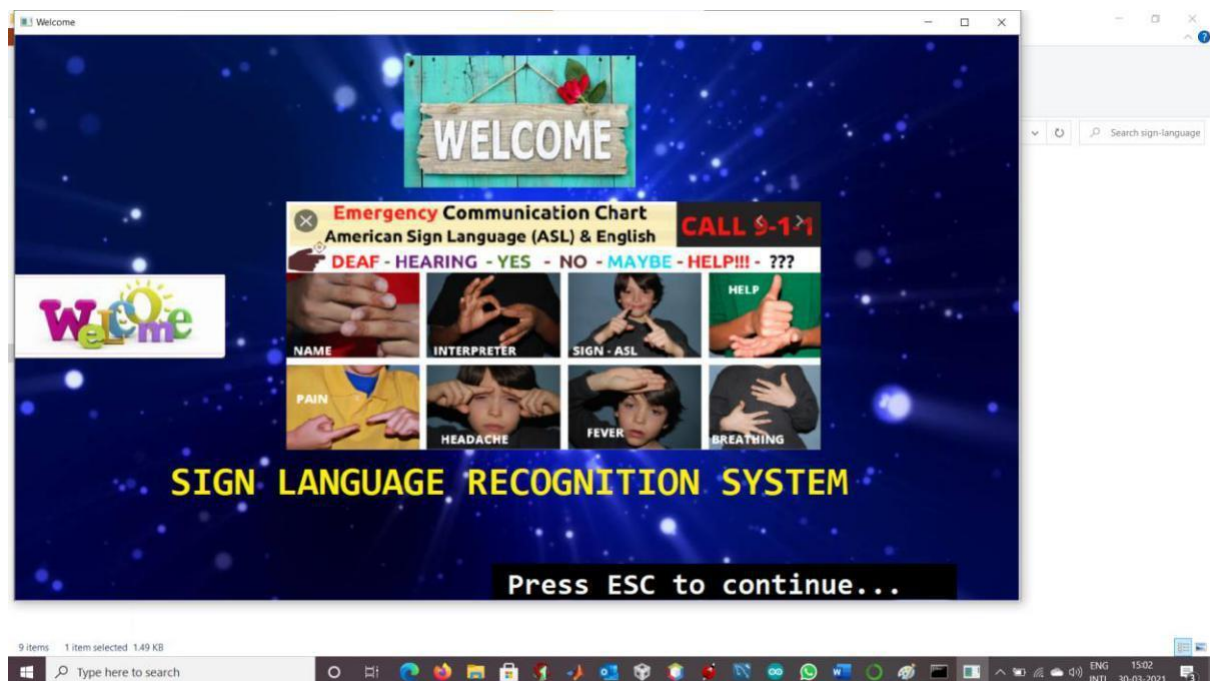 Welcome
Search sign-language
WELCOME
Emergency Communication Chart
American Sign Language (ASL) & English
CALL 9-1-1
DEAF - HEARING - YES - NO - MAYBE - HELP!!! - ???
Welcome
NAME
INTERPRETER
SIGN - ASL
HELP
PAIN
HEADACHE
FEVER
BREATHING
SIGN LANGUAGE RECOGNITION SYSTEM
Press ESC to continue...
9 items 1 item selected 1.49 KB
Type here to search
ENG 15:02
INTL 30-03-2021
3